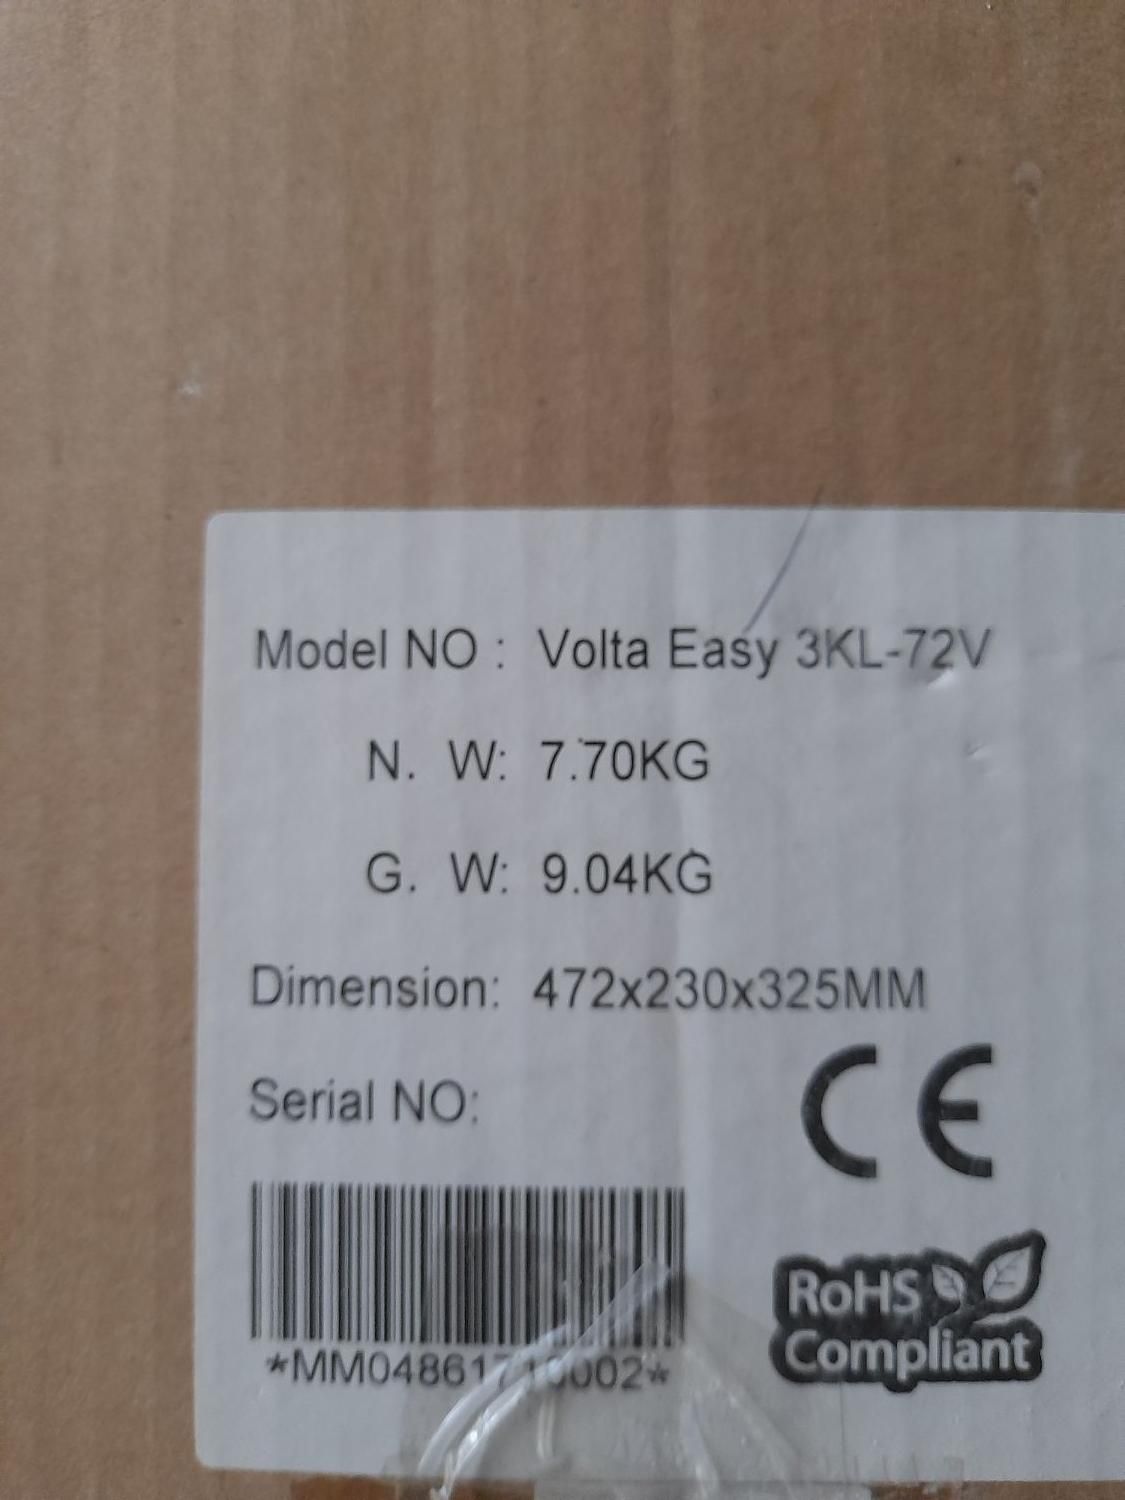 Model NO : Volta Easy 3KL-72V
N. W: 7.70KG
G. W: 9.04KG
Dimension: 472x230x325MM
Serial NO:
CE
RoHS
Compliant